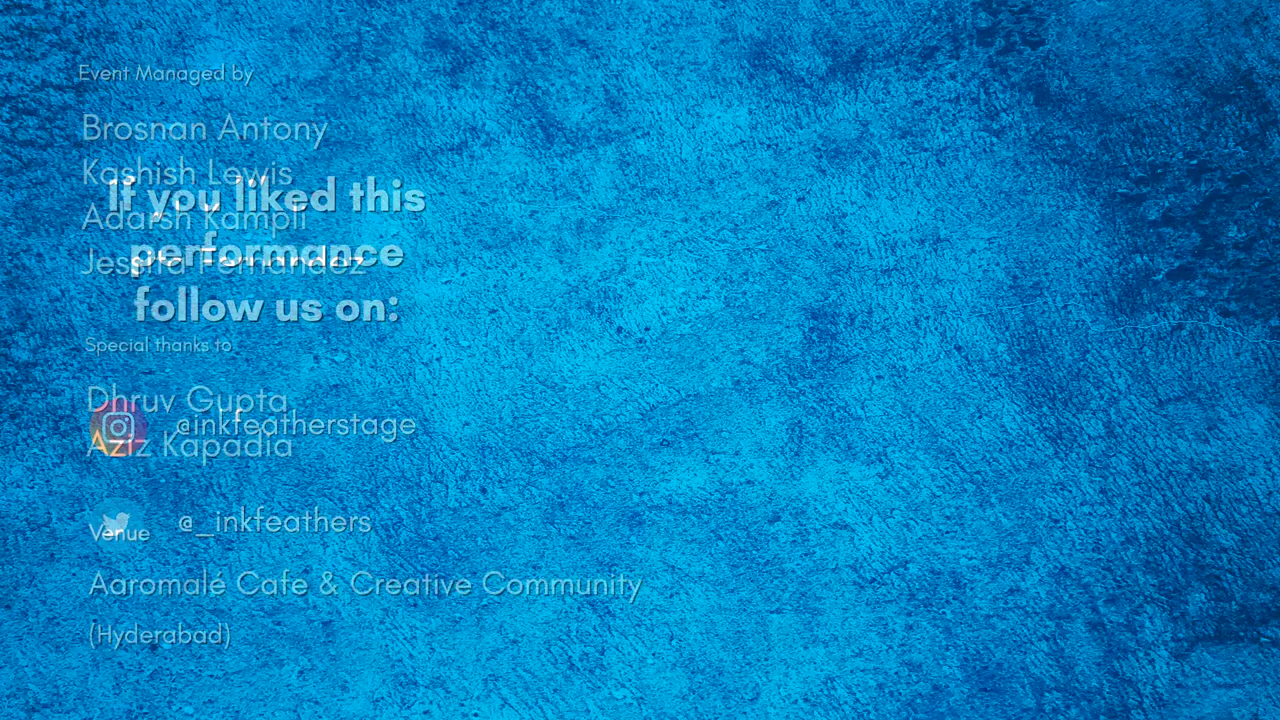 Event Managed by
Brosnan Antony
Kashish Lewis
Adarsh Kampli
Jessita Fernandez
If you liked this
performance
follow us on:
Special thanks to
Dhruv Gupta
Aziz Kapadia
@inkfeatherstage
@_inkfeathers
Venue
Aaromalé Cafe & Creative Community
(Hyderabad)